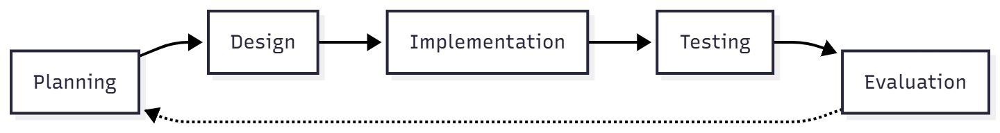 Planning
Design
Implementation
Testing
Evaluation